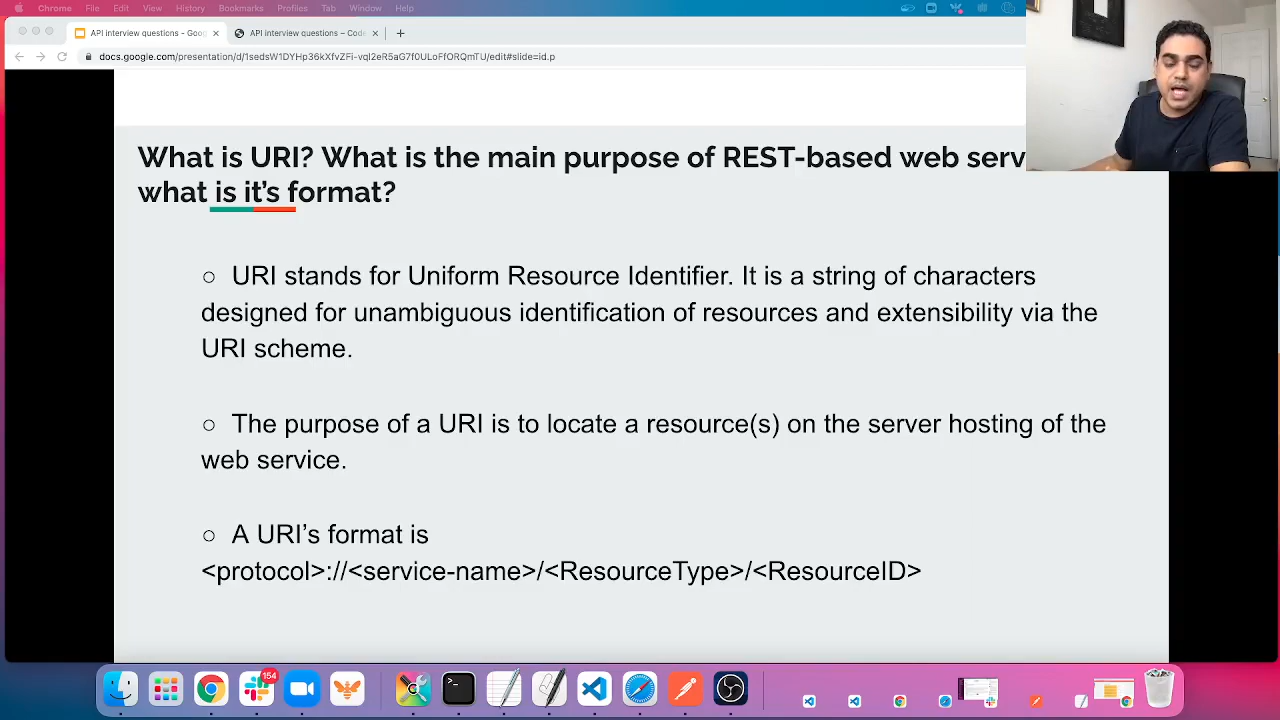 Chrome File Edit View History Bookmarks Profiles Tab Window Help
API interview questions - Goog
API interview questions – Code
docs.google.com/presentation/d/1sedsW1DYHp36kXfvZFi-vqI2eR5aG7f0ULoFfORQmTU/edit#slide=id.p
What is URI? What is the main purpose of REST-based web serv
what is it's format?
○ URI stands for Uniform Resource Identifier. It is a string of characters
designed for unambiguous identification of resources and extensibility via the
URI scheme.
○ The purpose of a URI is to locate a resource(s) on the server hosting of the
web service.
○ A URI's format is
<protocol>://<service-name>/<ResourceType>/<ResourceID>
154